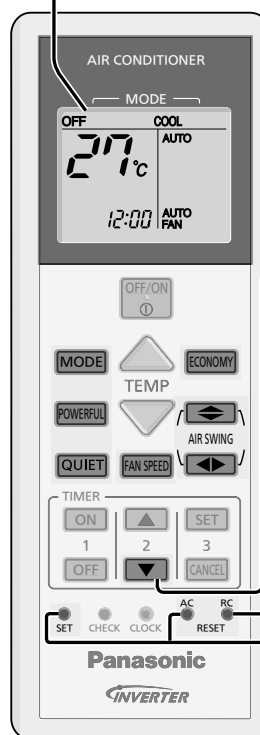 AIR CONDITIONER
MODE
OFF COOL
27°C AUTO
12:00 AUTO FAN
OFF/ON
MODE ECONOMY
TEMP
POWERFUL
AIR SWING
QUIET FAN SPEED
TIMER
ON SET
1 2 3
OFF CANCEL
AC RC
SET CHECK CLOCK RESET
Panasonic
INVERTER